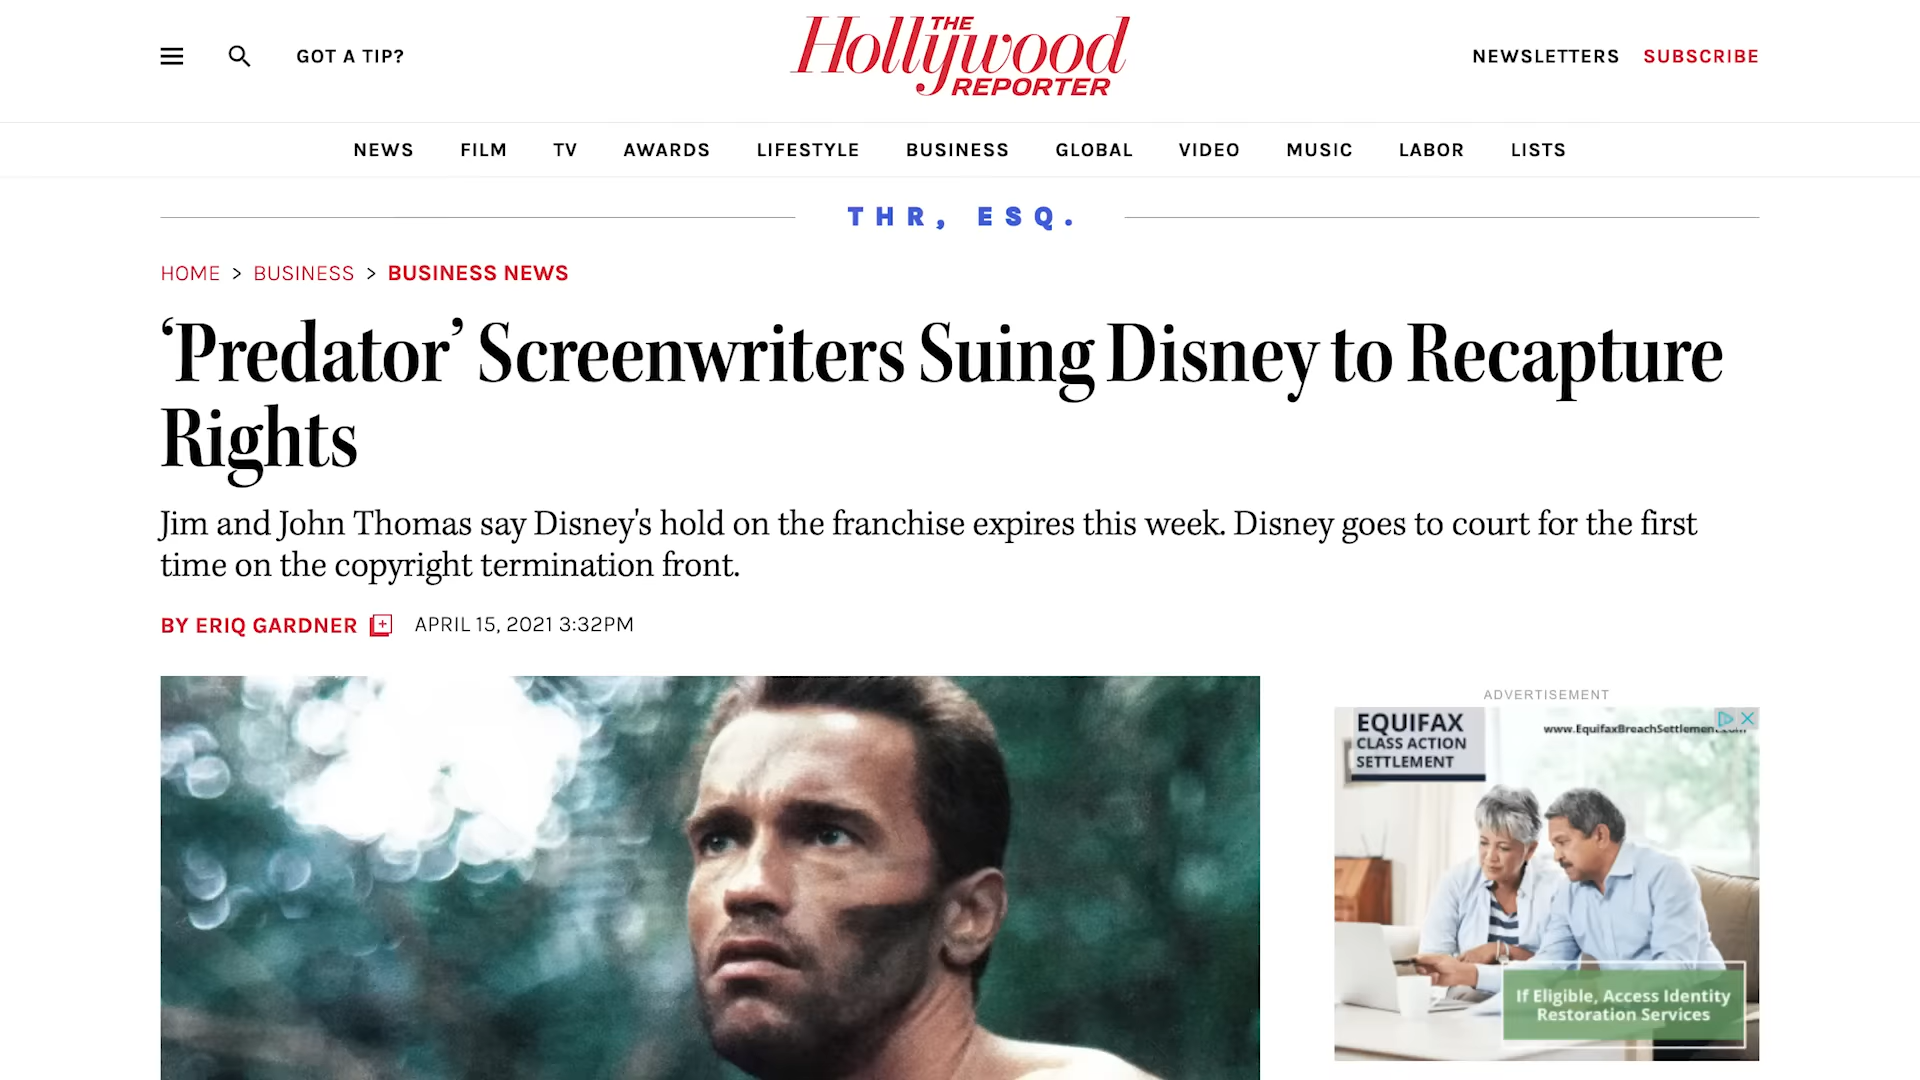 GOT A TIP?
THE
Hollywood
REPORTER
NEWSLETTERS SUBSCRIBE
NEWS FILM TV AWARDS LIFESTYLE BUSINESS GLOBAL VIDEO MUSIC LABOR LISTS
THR, ESQ.
HOME > BUSINESS > BUSINESS NEWS
‘Predator’ Screenwriters Suing Disney to Recapture
Rights
Jim and John Thomas say Disney's hold on the franchise expires this week. Disney goes to court for the first
time on the copyright termination front.
BY ERIQ GARDNER APRIL 15, 2021 3:32PM
ADVERTISEMENT
EQUIFAX
CLASS ACTION
SETTLEMENT
www.EquifaxBreachSettlement.com
If Eligible, Access Identity
Restoration Services